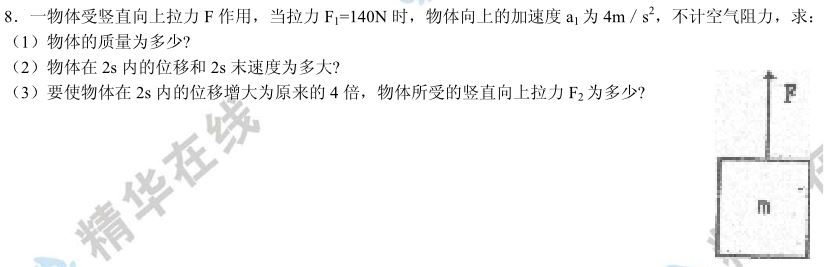 8．一物体受竖直向上拉力 F 作用，当拉力 F₁=140N 时，物体向上的加速度 a₁ 为 4m／s²，不计空气阻力，求：
（1）物体的质量为多少?
（2）物体在 2s 内的位移和 2s 末速度为多大?
（3）要使物体在 2s 内的位移增大为原来的 4 倍，物体所受的竖直向上拉力 F₂ 为多少?
F
m
精华在线